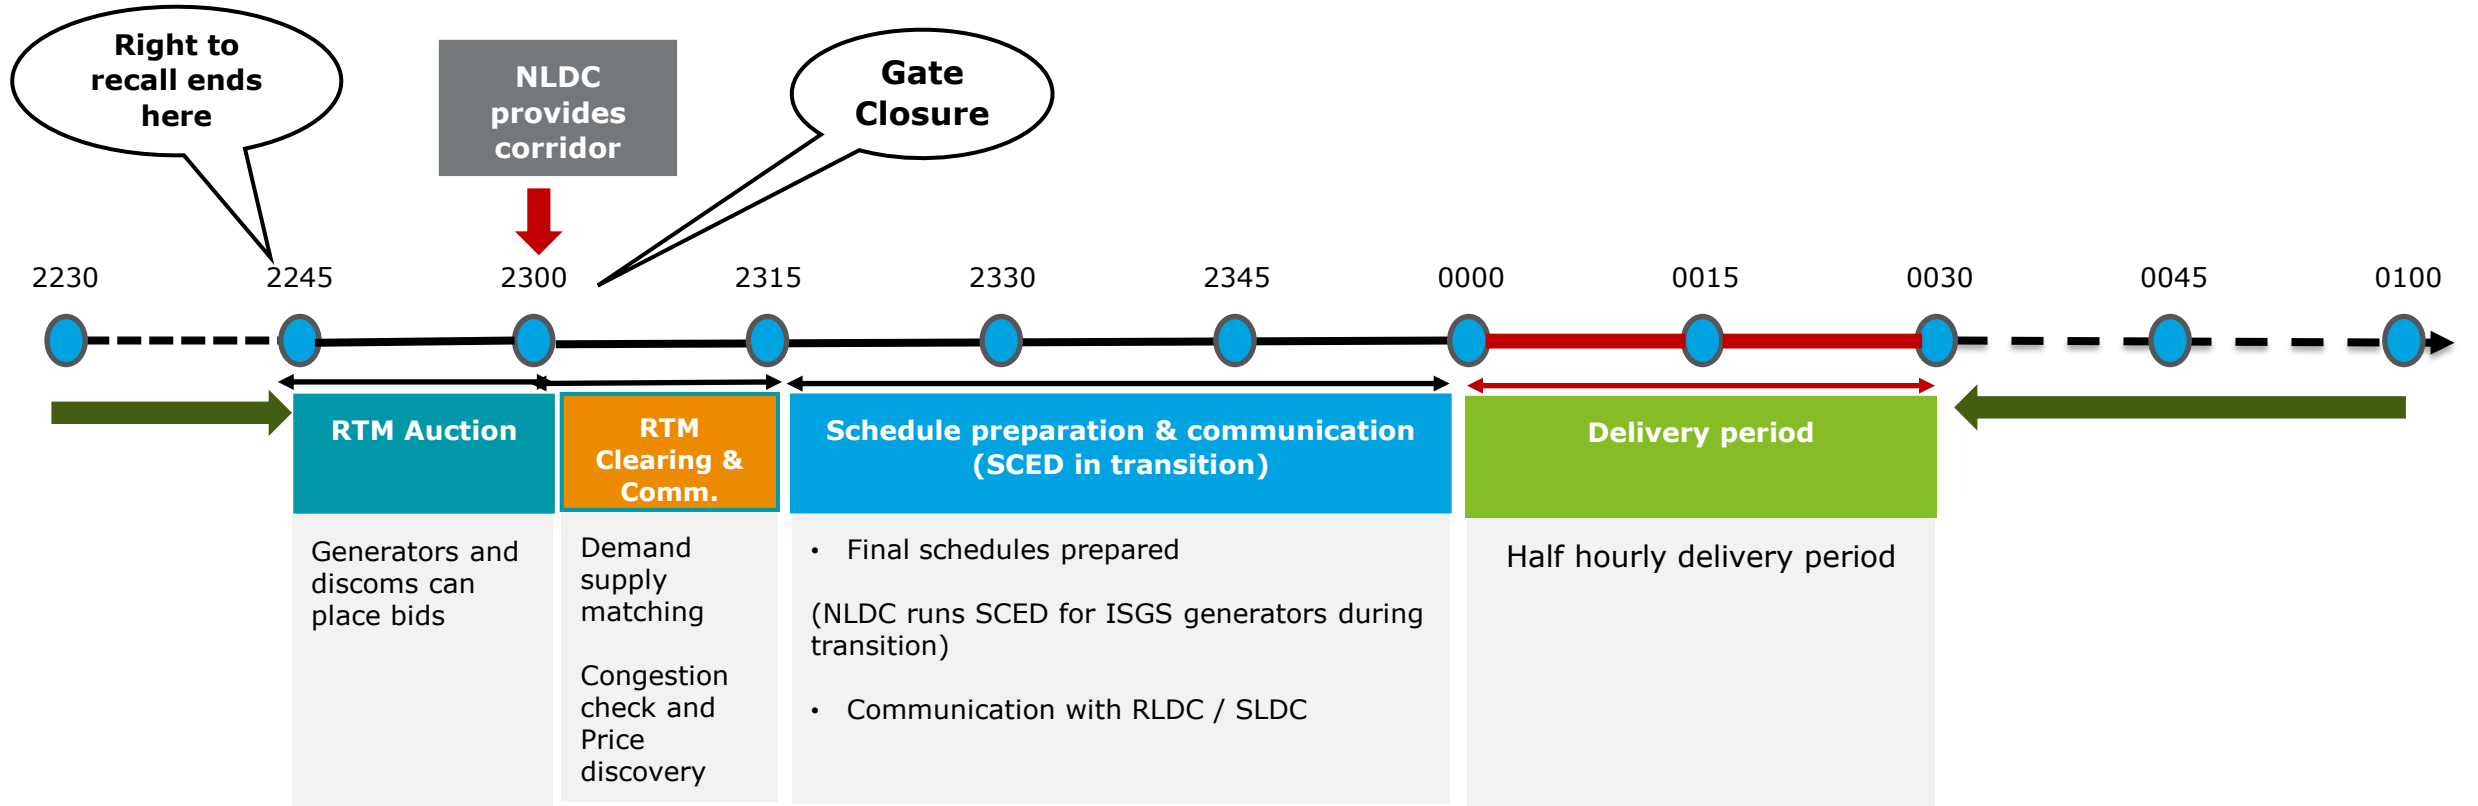 Right to
recall ends
here
NLDC
provides
corridor
Gate
Closure
2230
2245
2300
2315
2330
2345
0000
0015
0030
0045
0100
RTM Auction
RTM
Clearing &
Comm.
Schedule preparation & communication
(SCED in transition)
Delivery period
Generators and
discoms can
place bids
Demand
supply
matching
Congestion
check and
Price
discovery
• Final schedules prepared
(NLDC runs SCED for ISGS generators during
transition)
• Communication with RLDC / SLDC
Half hourly delivery period